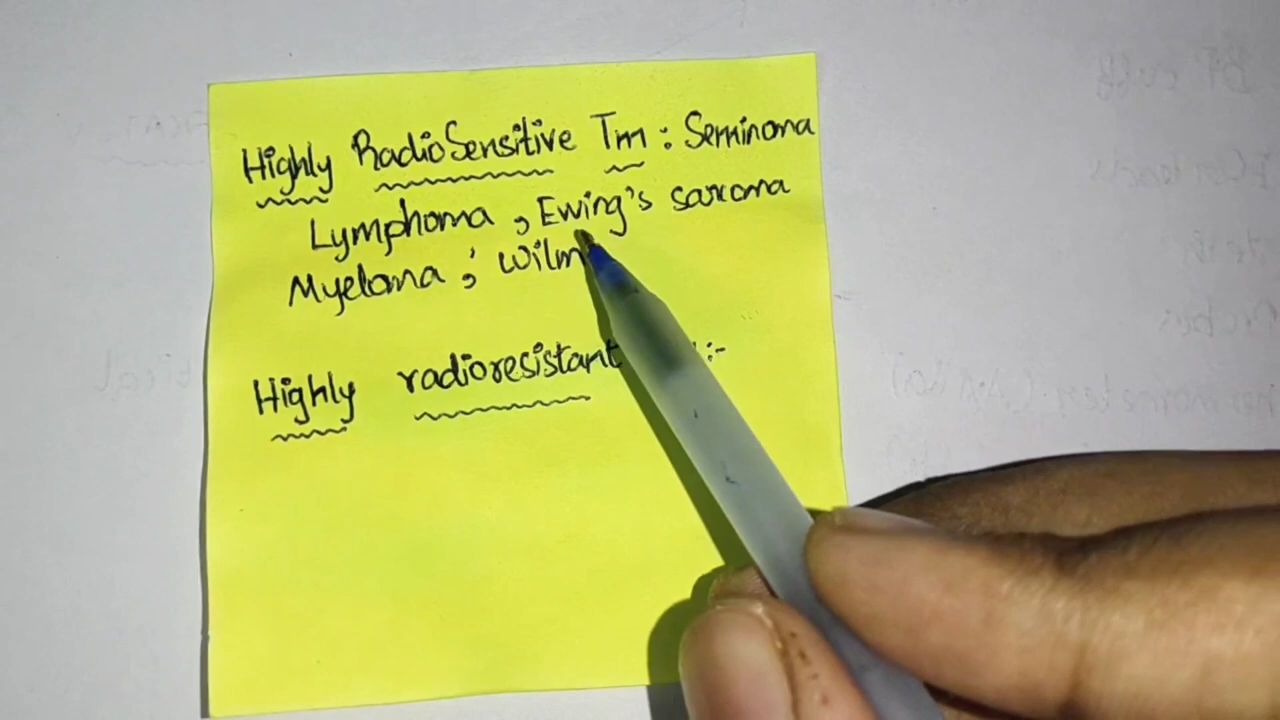 Highly RadioSensitive Tm : Seminoma
Lymphoma , Ewing's sarcoma
Myeloma ; Wilm
Highly radioresistant :-